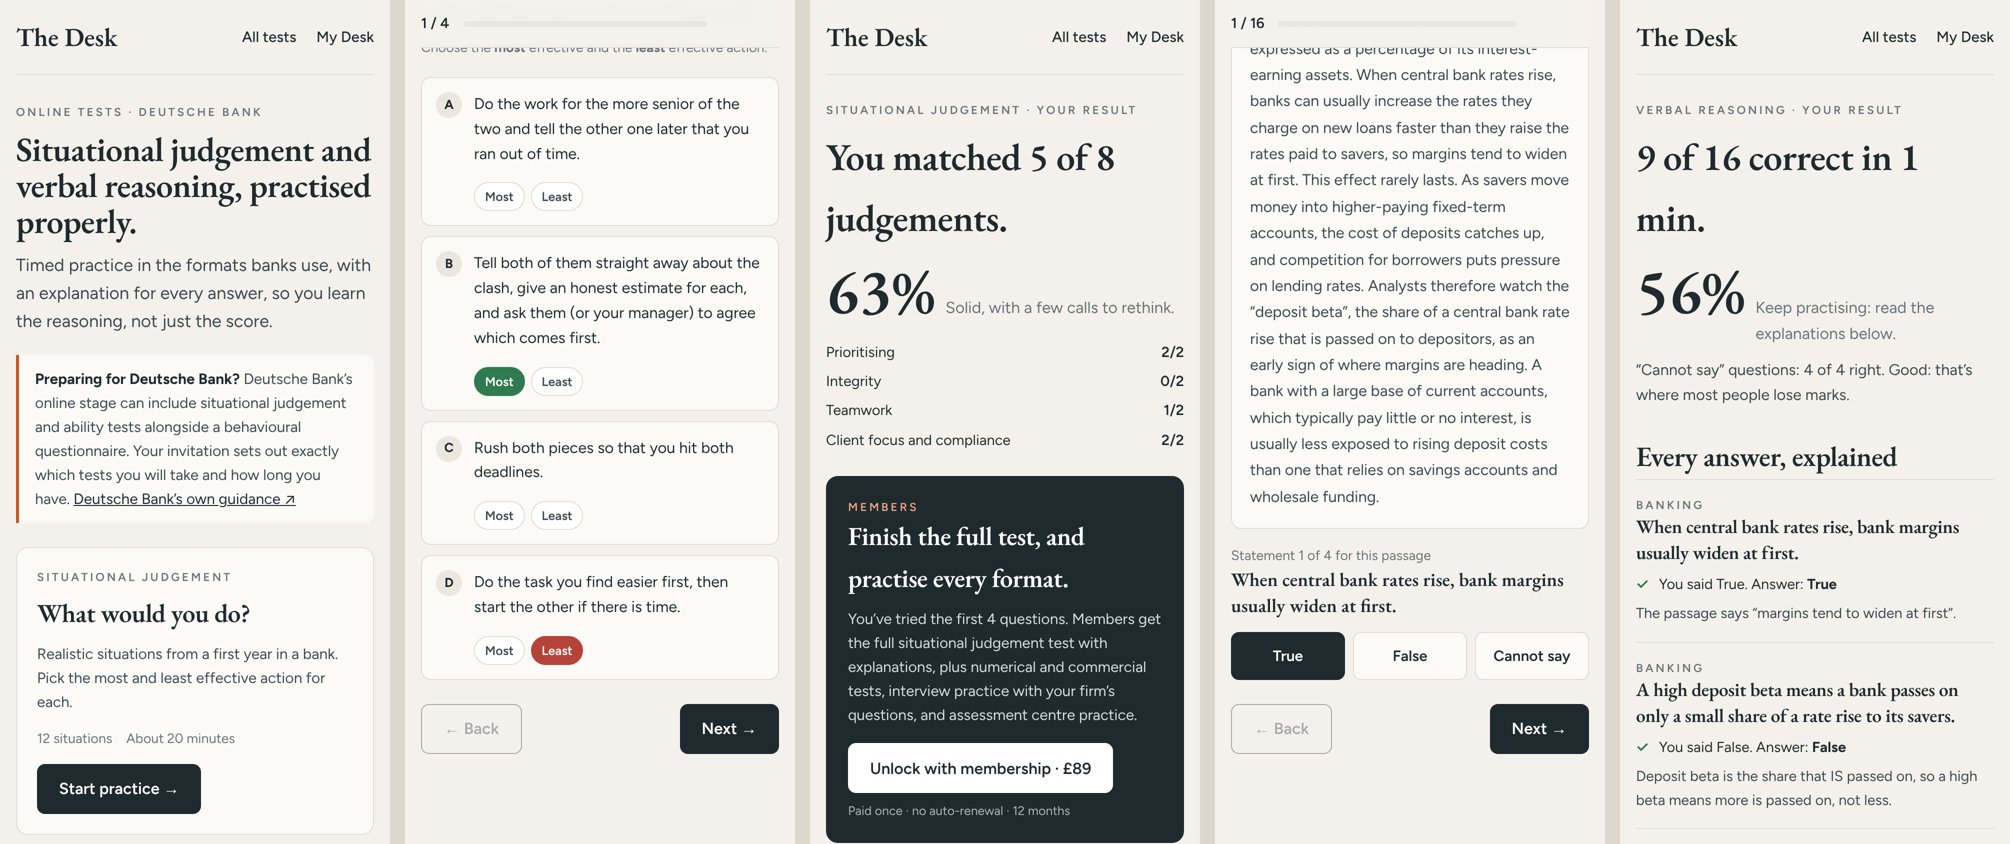 The Desk
All tests My Desk
ONLINE TESTS · DEUTSCHE BANK
Situational judgement and
verbal reasoning, practised
properly.
Timed practice in the formats banks use, with
an explanation for every answer, so you learn
the reasoning, not just the score.
Preparing for Deutsche Bank? Deutsche Bank’s
online stage can include situational judgement
and ability tests alongside a behavioural
questionnaire. Your invitation sets out exactly
which tests you will take and how long you
have. Deutsche Bank’s own guidance ↗
SITUATIONAL JUDGEMENT
What would you do?
Realistic situations from a first year in a bank.
Pick the most and least effective action for
each.
12 situations About 20 minutes
Start practice →
1 / 4
Choose the most effective and the least effective action.
A Do the work for the more senior of the
two and tell the other one later that you
ran out of time.
Most Least
B Tell both of them straight away about the
clash, give an honest estimate for each,
and ask them (or your manager) to agree
which comes first.
Most Least
C Rush both pieces so that you hit both
deadlines.
Most Least
D Do the task you find easier first, then
start the other if there is time.
Most Least
← Back Next →
The Desk
All tests My Desk
SITUATIONAL JUDGEMENT · YOUR RESULT
You matched 5 of 8
judgements.
63% Solid, with a few calls to rethink.
Prioritising 2/2
Integrity 0/2
Teamwork 1/2
Client focus and compliance 2/2
MEMBERS
Finish the full test, and
practise every format.
You’ve tried the first 4 questions. Members get
the full situational judgement test with
explanations, plus numerical and commercial
tests, interview practice with your firm’s
questions, and assessment centre practice.
Unlock with membership · £89
Paid once · no auto-renewal · 12 months
1 / 16
expressed as a percentage of its interest-
earning assets. When central bank rates rise,
banks can usually increase the rates they
charge on new loans faster than they raise the
rates paid to savers, so margins tend to widen
at first. This effect rarely lasts. As savers move
money into higher-paying fixed-term
accounts, the cost of deposits catches up,
and competition for borrowers puts pressure
on lending rates. Analysts therefore watch the
“deposit beta”, the share of a central bank rate
rise that is passed on to depositors, as an
early sign of where margins are heading. A
bank with a large base of current accounts,
which typically pay little or no interest, is
usually less exposed to rising deposit costs
than one that relies on savings accounts and
wholesale funding.
Statement 1 of 4 for this passage
When central bank rates rise, bank margins
usually widen at first.
True False Cannot say
← Back Next →
The Desk
All tests My Desk
VERBAL REASONING · YOUR RESULT
9 of 16 correct in 1
min.
56% Keep practising: read the
explanations below.
“Cannot say” questions: 4 of 4 right. Good: that’s
where most people lose marks.
Every answer, explained
BANKING
When central bank rates rise, bank margins
usually widen at first.
✓ You said True. Answer: True
The passage says “margins tend to widen at first”.
BANKING
A high deposit beta means a bank passes on
only a small share of a rate rise to its savers.
✓ You said False. Answer: False
Deposit beta is the share that IS passed on, so a high
beta means more is passed on, not less.